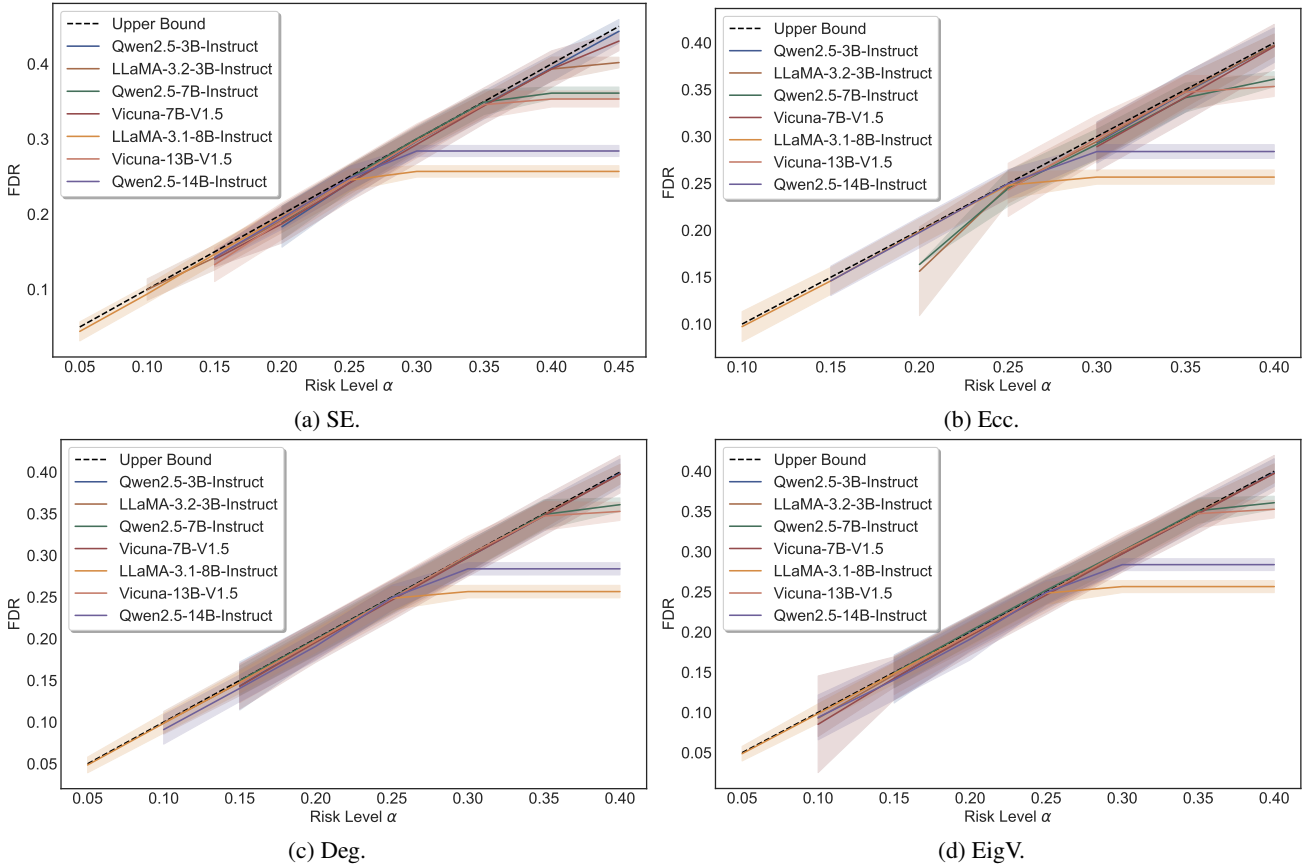 Upper Bound
Qwen2.5-3B-Instruct
LLaMA-3.2-3B-Instruct
Qwen2.5-7B-Instruct
Vicuna-7B-V1.5
LLaMA-3.1-8B-Instruct
Vicuna-13B-V1.5
Qwen2.5-14B-Instruct
FDR
0.4
0.3
0.2
0.1
0.05 0.10 0.15 0.20 0.25 0.30 0.35 0.40 0.45
Risk Level α
(a) SE.
Upper Bound
Qwen2.5-3B-Instruct
LLaMA-3.2-3B-Instruct
Qwen2.5-7B-Instruct
Vicuna-7B-V1.5
LLaMA-3.1-8B-Instruct
Vicuna-13B-V1.5
Qwen2.5-14B-Instruct
FDR
0.40
0.35
0.30
0.25
0.20
0.15
0.10
0.10 0.15 0.20 0.25 0.30 0.35 0.40
Risk Level α
(b) Ecc.
Upper Bound
Qwen2.5-3B-Instruct
LLaMA-3.2-3B-Instruct
Qwen2.5-7B-Instruct
Vicuna-7B-V1.5
LLaMA-3.1-8B-Instruct
Vicuna-13B-V1.5
Qwen2.5-14B-Instruct
FDR
0.40
0.35
0.30
0.25
0.20
0.15
0.10
0.05
0.05 0.10 0.15 0.20 0.25 0.30 0.35 0.40
Risk Level α
(c) Deg.
Upper Bound
Qwen2.5-3B-Instruct
LLaMA-3.2-3B-Instruct
Qwen2.5-7B-Instruct
Vicuna-7B-V1.5
LLaMA-3.1-8B-Instruct
Vicuna-13B-V1.5
Qwen2.5-14B-Instruct
FDR
0.40
0.35
0.30
0.25
0.20
0.15
0.10
0.05
0.05 0.10 0.15 0.20 0.25 0.30 0.35 0.40
Risk Level α
(d) EigV.